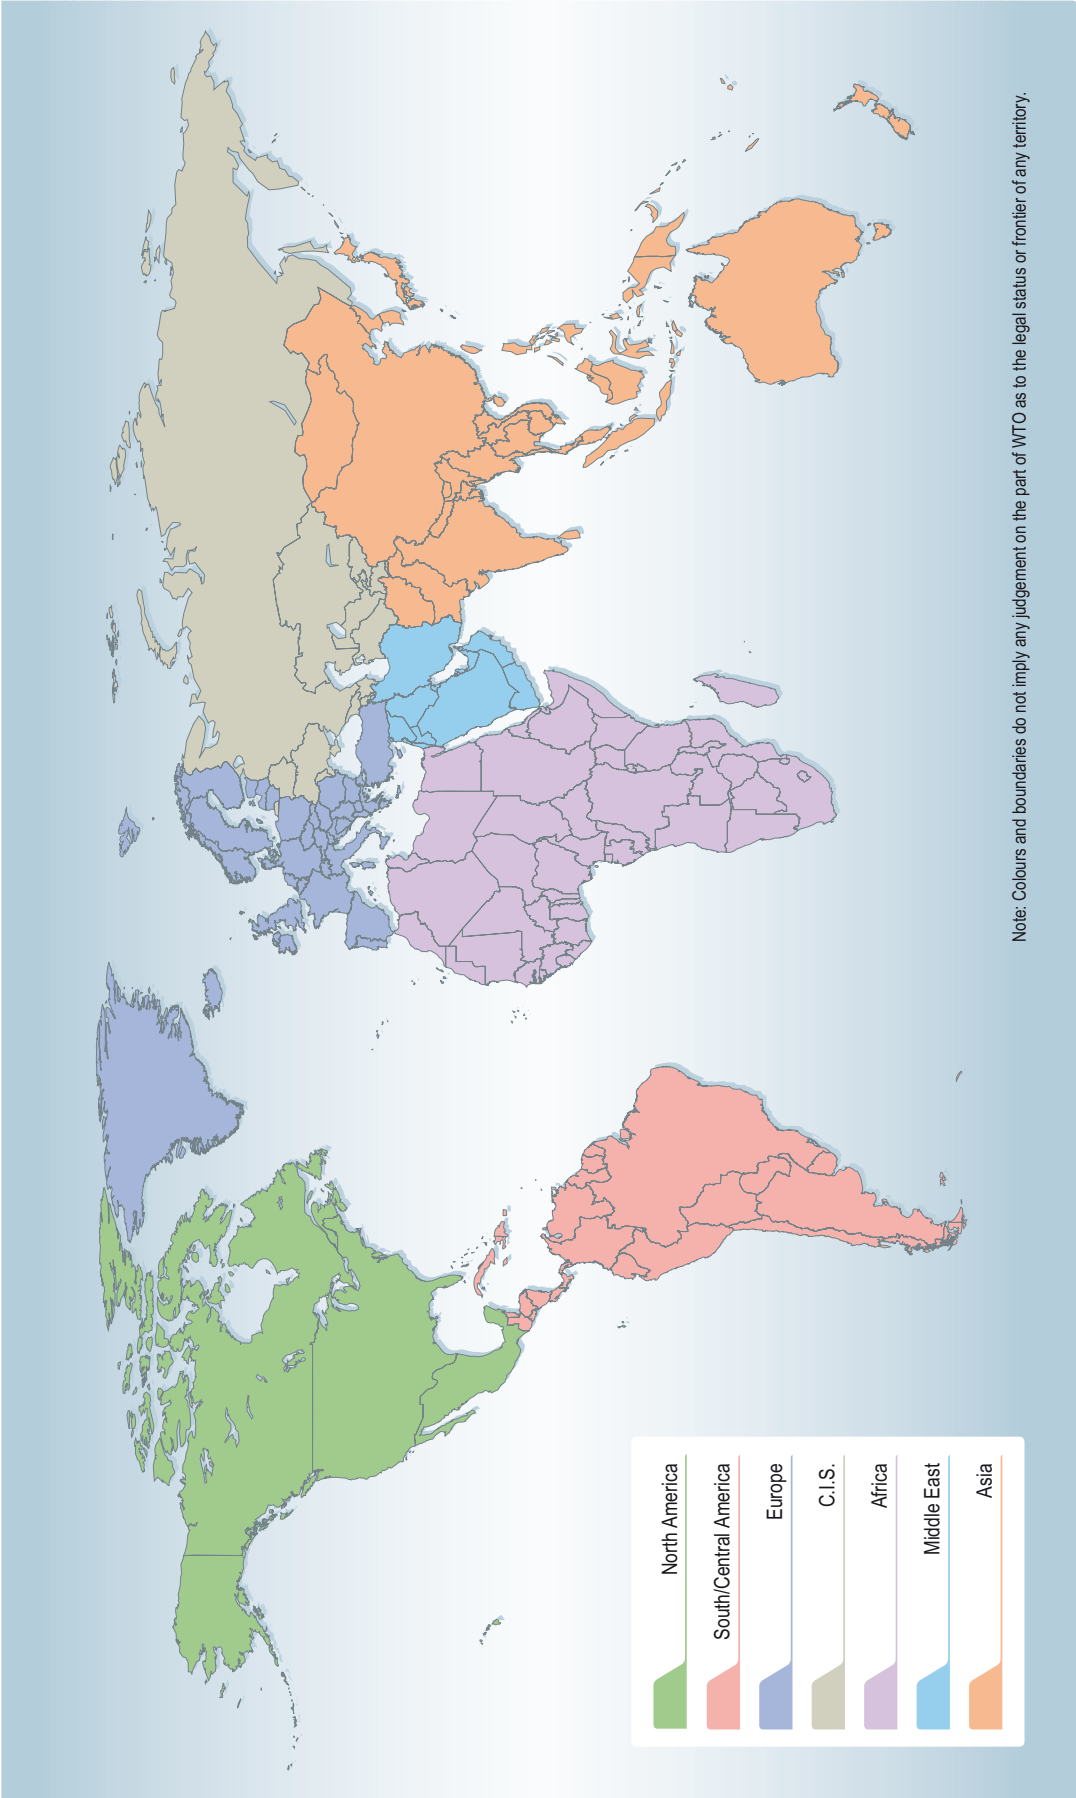 North America
South/Central America
Europe
C.I.S.
Africa
Middle East
Asia
Note: Colours and boundaries do not imply any judgement on the part of WTO as to the legal status or frontier of any territory.